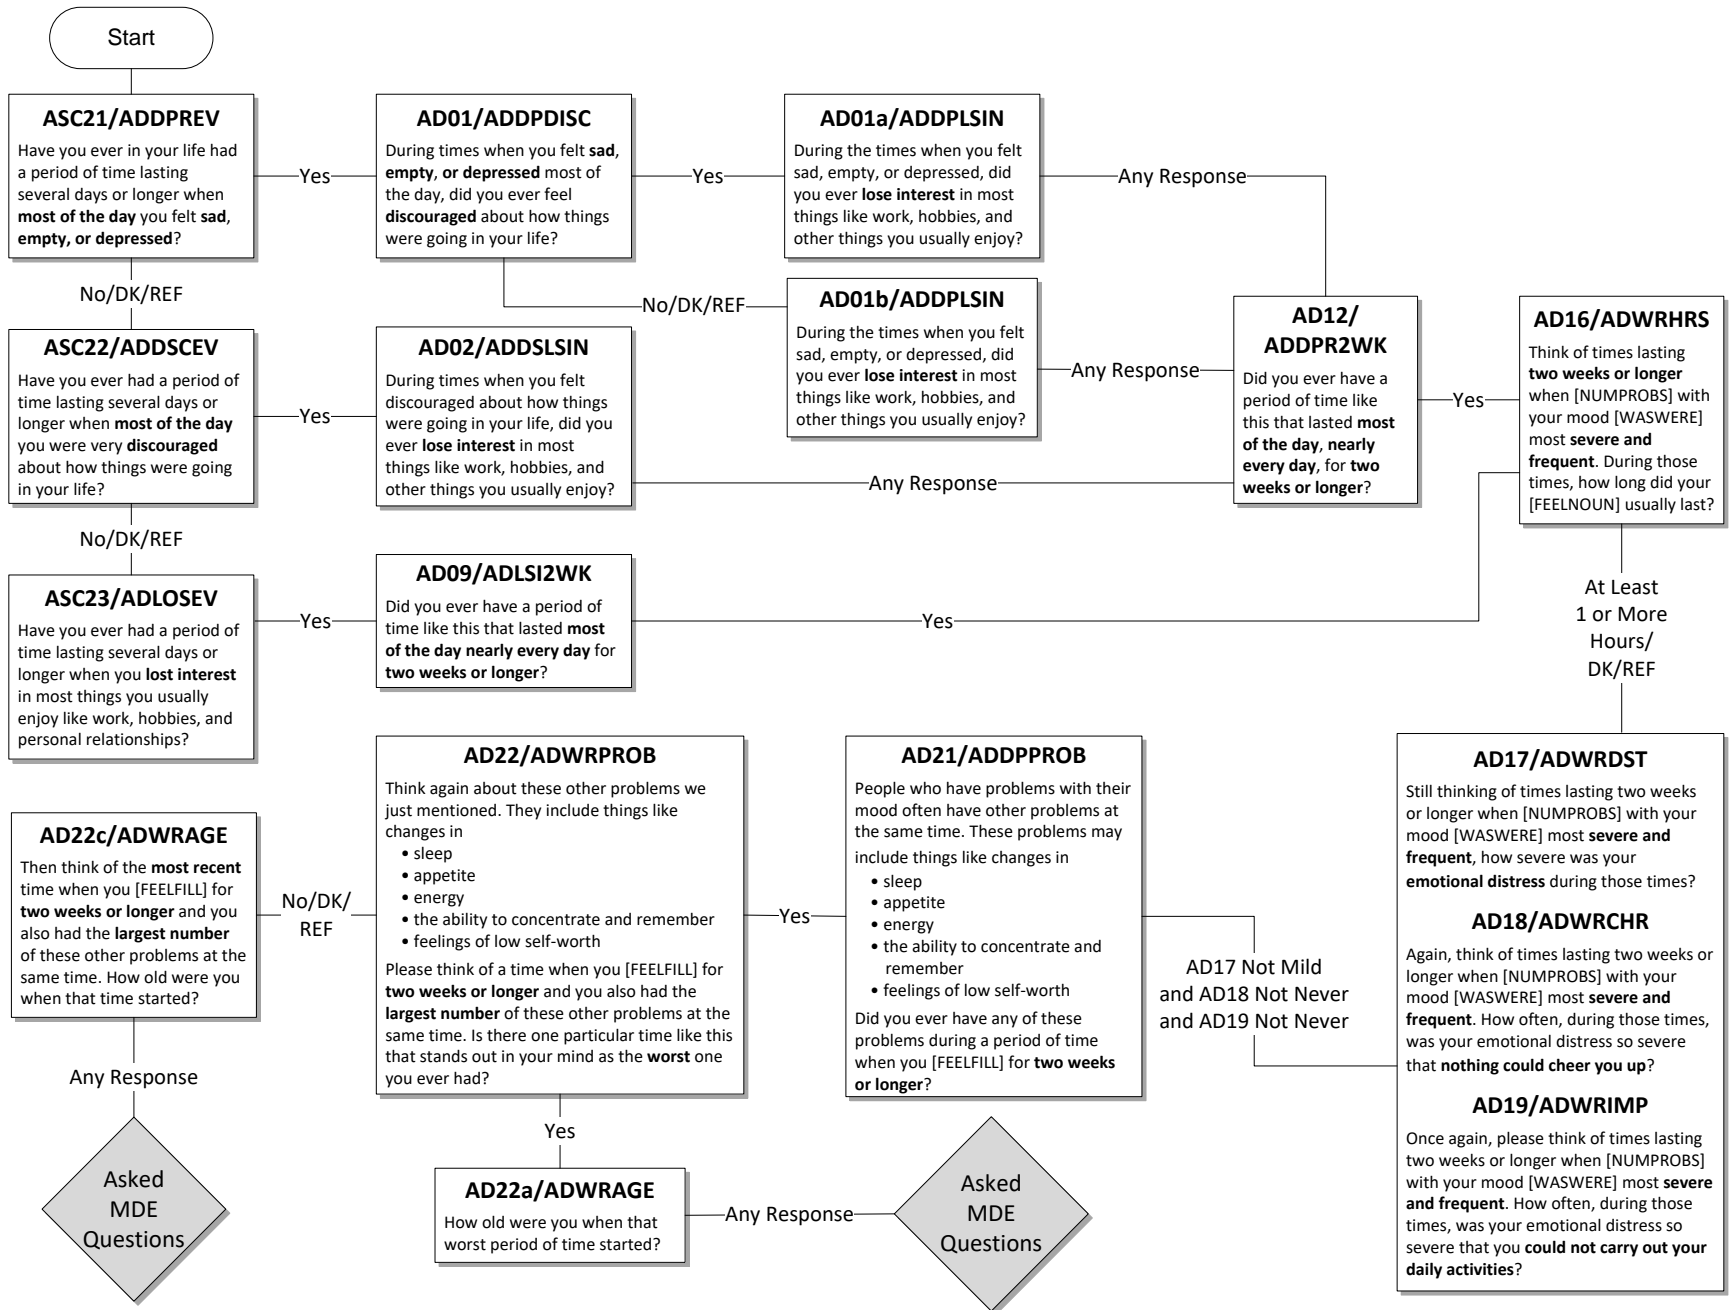 Start
ASC21/ADDPREV
Have you ever in your life had
a period of time lasting
several days or longer when
most of the day you felt sad,
empty, or depressed?
Yes
AD01/ADDPDISC
During times when you felt sad,
empty, or depressed most of
the day, did you ever feel
discouraged about how things
were going in your life?
Yes
AD01a/ADDPLSIN
During the times when you felt
sad, empty, or depressed, did
you ever lose interest in most
things like work, hobbies, and
other things you usually enjoy?
Any Response
No/DK/REF
No/DK/REF
AD01b/ADDPLSIN
During the times when you felt
sad, empty, or depressed, did
you ever lose interest in most
things like work, hobbies, and
other things you usually enjoy?
Any Response
ASC22/ADDSCEV
Have you ever had a period of
time lasting several days or
longer when most of the day
you were very discouraged
about how things were going
in your life?
Yes
AD02/ADDSLSIN
During times when you felt
discouraged about how things
were going in your life, did you
ever lose interest in most
things like work, hobbies, and
other things you usually enjoy?
Any Response
AD12/
ADDPR2WK
Did you ever have a
period of time like
this that lasted most
of the day, nearly
every day, for two
weeks or longer?
Yes
AD16/ADWRHRS
Think of times lasting
two weeks or longer
when [NUMPROBS] with
your mood [WASWERE]
most severe and
frequent. During those
times, how long did your
[FEELNOUN] usually last?
No/DK/REF
ASC23/ADLOSEV
Have you ever had a period of
time lasting several days or
longer when you lost interest
in most things you usually
enjoy like work, hobbies, and
personal relationships?
Yes
AD09/ADLSI2WK
Did you ever have a period of
time like this that lasted most
of the day nearly every day for
two weeks or longer?
Yes
At Least
1 or More
Hours/
DK/REF
AD17/ADWRDST
Still thinking of times lasting two weeks
or longer when [NUMPROBS] with your
mood [WASWERE] most severe and
frequent, how severe was your
emotional distress during those times?
AD18/ADWRCHR
Again, think of times lasting two weeks or
longer when [NUMPROBS] with your
mood [WASWERE] most severe and
frequent. How often, during those times,
was your emotional distress so severe
that nothing could cheer you up?
AD19/ADWRIMP
Once again, please think of times lasting
two weeks or longer when [NUMPROBS]
with your mood [WASWERE] most severe
and frequent. How often, during those
times, was your emotional distress so
severe that you could not carry out your
daily activities?
AD17 Not Mild
and AD18 Not Never
and AD19 Not Never
AD21/ADDPPROB
People who have problems with their
mood often have other problems at
the same time. These problems may
include things like changes in
• sleep
• appetite
• energy
• the ability to concentrate and
remember
• feelings of low self-worth
Did you ever have any of these
problems during a period of time
when you [FEELFILL] for two weeks
or longer?
Yes
AD22/ADWRPROB
Think again about these other problems we
just mentioned. They include things like
changes in
• sleep
• appetite
• energy
• the ability to concentrate and remember
• feelings of low self-worth
Please think of a time when you [FEELFILL] for
two weeks or longer and you also had the
largest number of these other problems at the
same time. Is there one particular time like this
that stands out in your mind as the worst one
you ever had?
No/DK/
REF
AD22c/ADWRAGE
Then think of the most recent
time when you [FEELFILL] for
two weeks or longer and you
also had the largest number
of these other problems at the
same time. How old were you
when that time started?
Any Response
Asked
MDE
Questions
Yes
AD22a/ADWRAGE
How old were you when that
worst period of time started?
Any Response
Asked
MDE
Questions